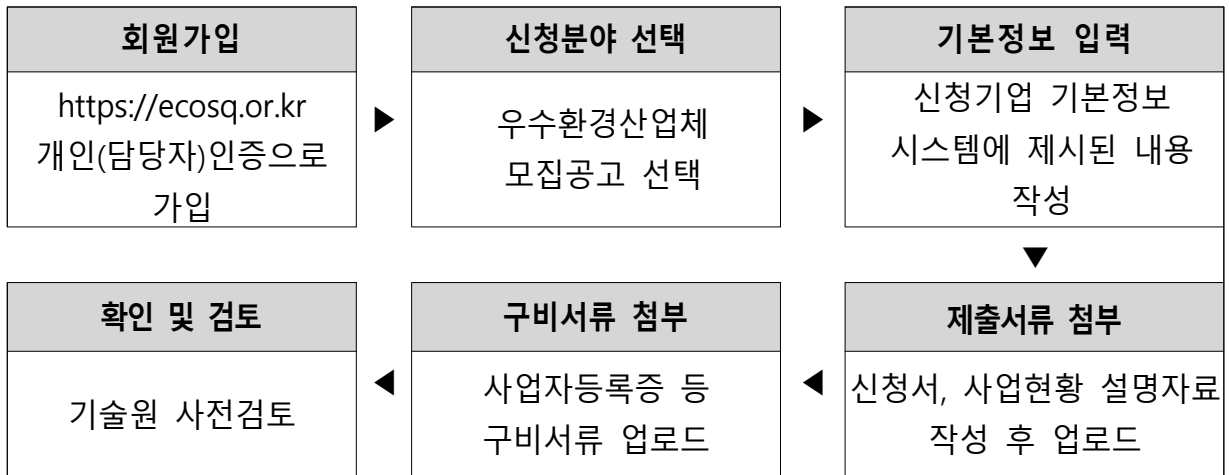 회원가입
https://ecosq.or.kr
개인(담당자)인증으로
가입
▶
신청분야 선택
우수환경산업체
모집공고 선택
▶
기본정보 입력
신청기업 기본정보
시스템에 제시된 내용
작성
▼
제출서류 첨부
신청서, 사업현황 설명자료
작성 후 업로드
◀
구비서류 첨부
사업자등록증 등
구비서류 업로드
◀
확인 및 검토
기술원 사전검토